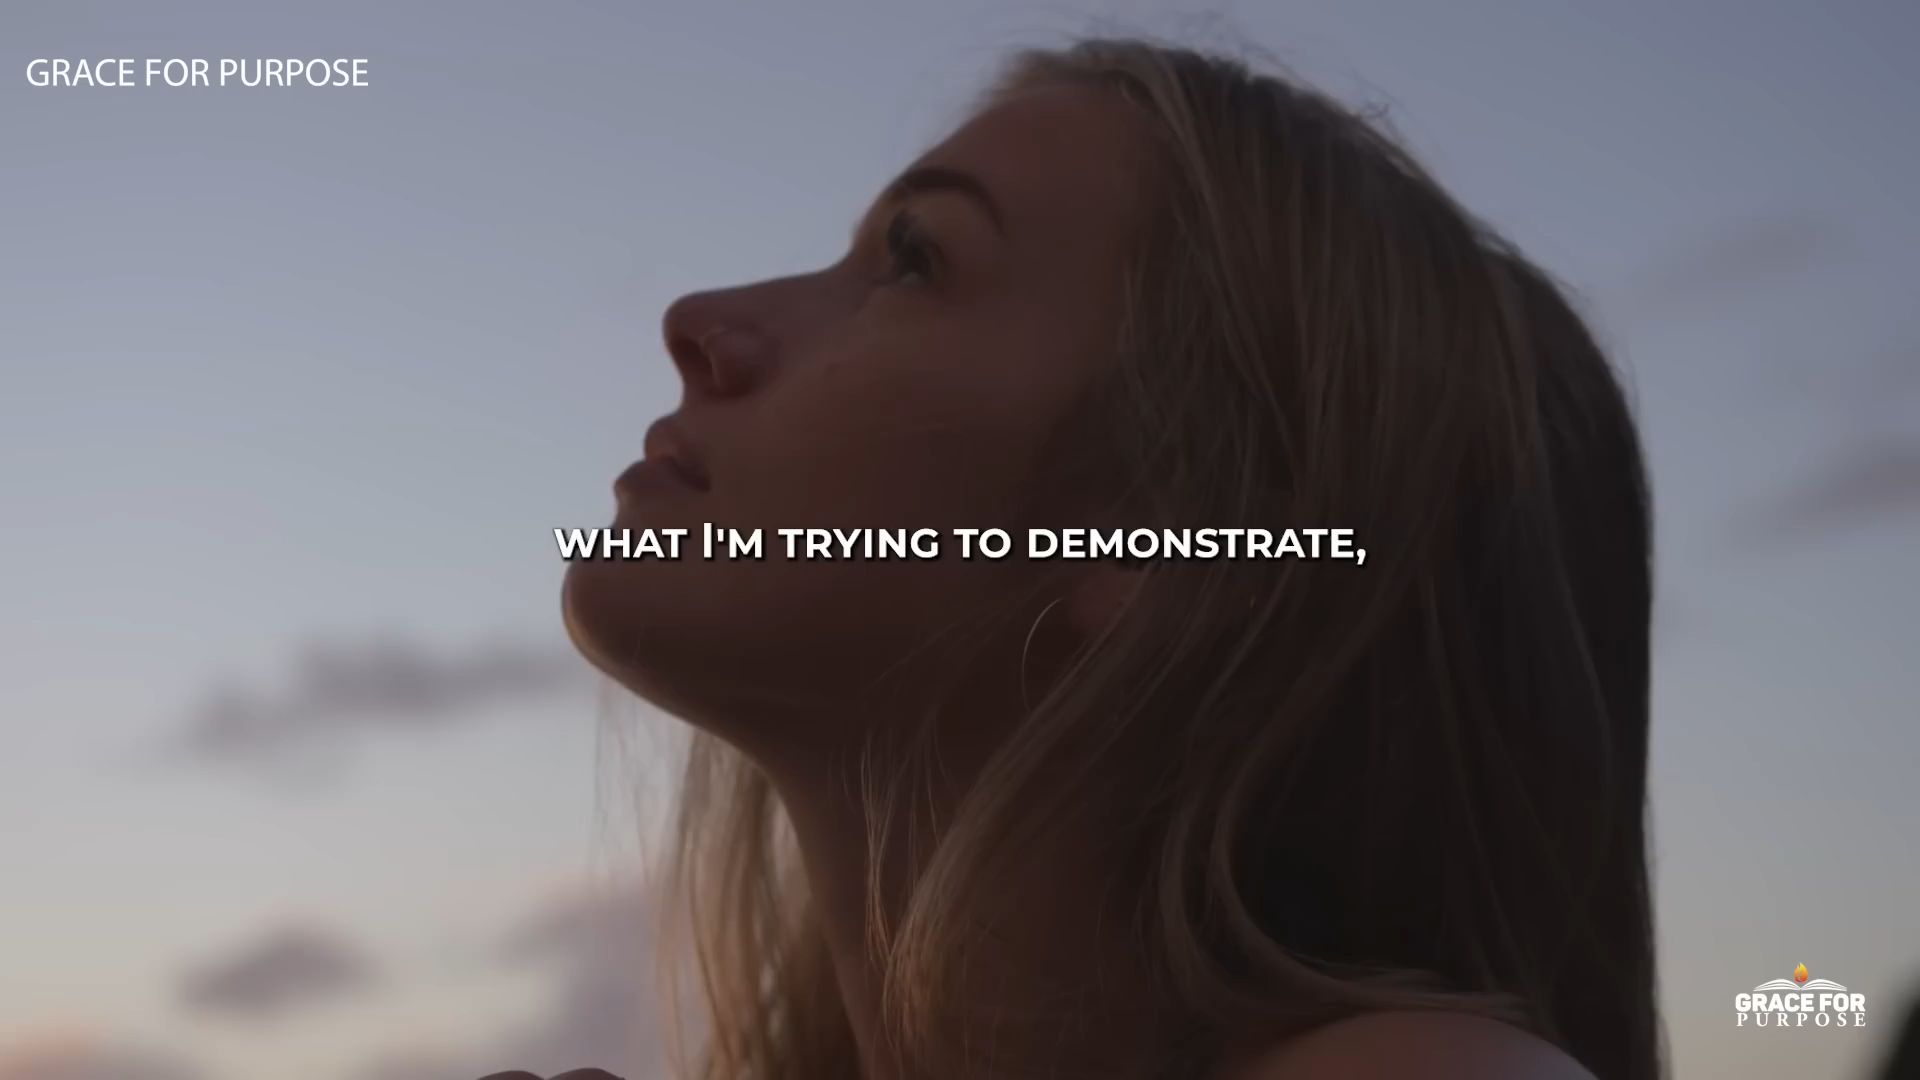 GRACE FOR PURPOSE
WHAT I'M TRYING TO DEMONSTRATE,
GRACE FOR
PURPOSE